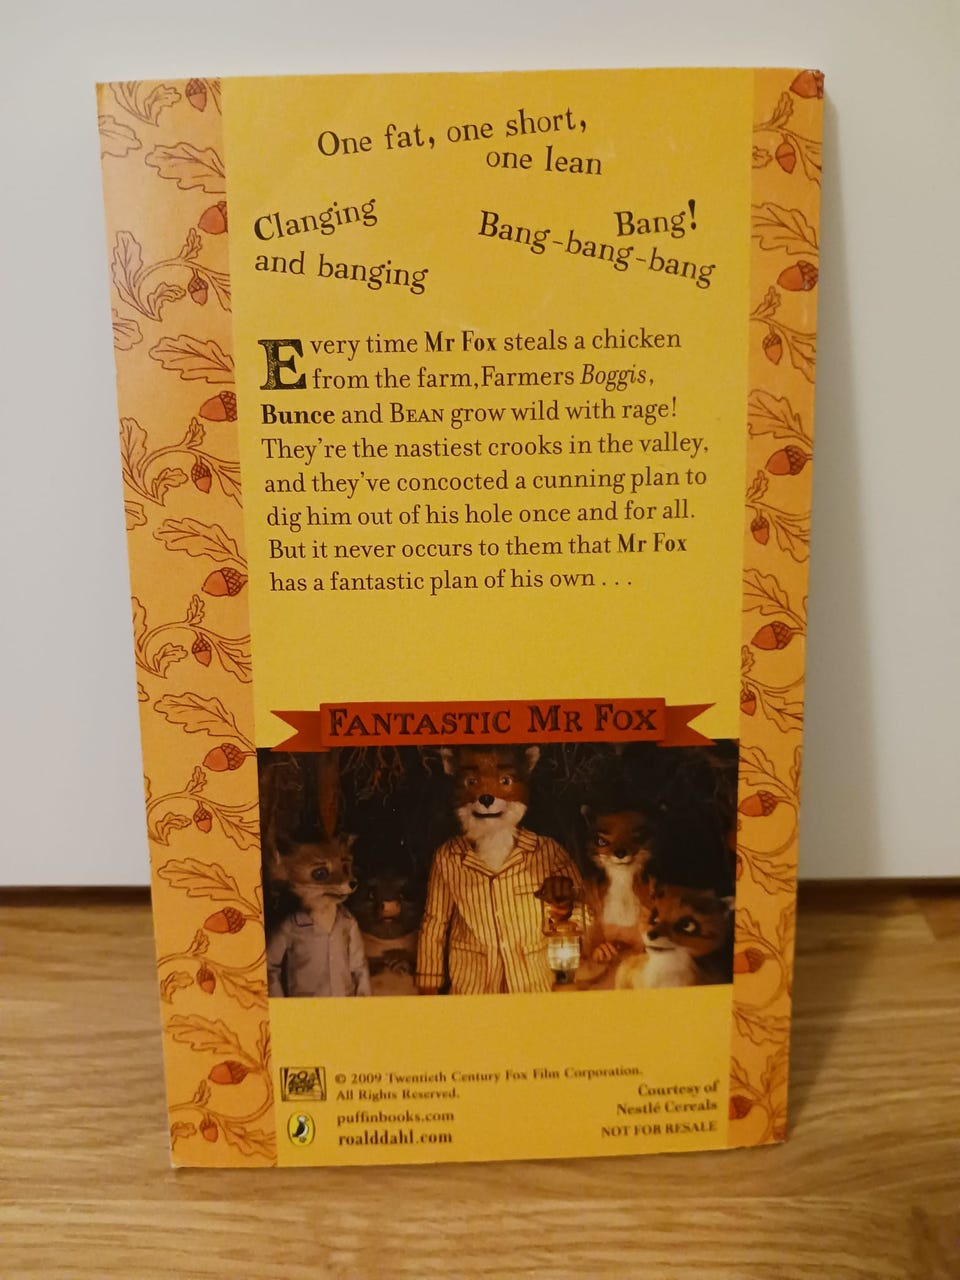 One fat, one short,
one lean
Clanging
and banging
Bang!
Bang-bang-bang
Every time Mr Fox steals a chicken
from the farm, Farmers Boggis,
Bunce and BEAN grow wild with rage!
They're the nastiest crooks in the valley,
and they've concocted a cunning plan to
dig him out of his hole once and for all.
But it never occurs to them that Mr Fox
has a fantastic plan of his own . . .
FANTASTIC MR FOX
20th CENTURY FOX
© 2009 Twentieth Century Fox Film Corporation.
All Rights Reserved.
puffinbooks.com
roalddahl.com
Courtesy of
Nestlé Cereals
NOT FOR RESALE